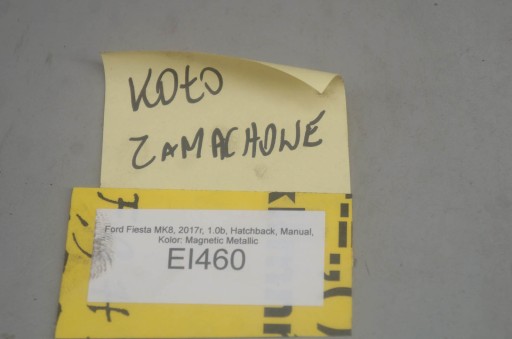 KOŁO
ZAMACHOWE
Ford Fiesta MK8, 2017r, 1.0b, Hatchback, Manual,
Kolor: Magnetic Metallic
EI460